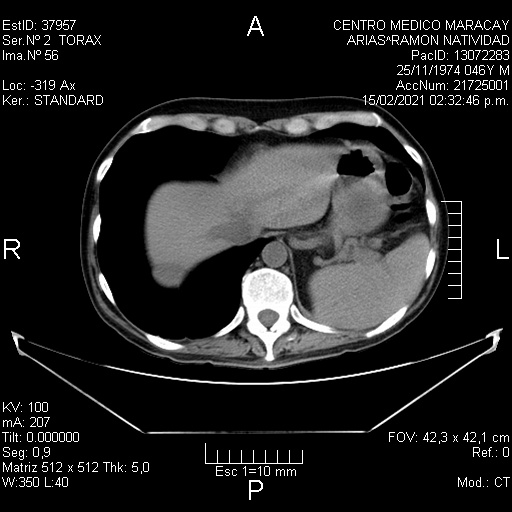 EstID: 37957
Ser.Nº 2 TORAX
Ima.Nº 56
Loc: -319 Ax
Ker.: STANDARD
A
CENTRO MEDICO MARACAY
ARIAS^RAMON NATIVIDAD
PacID: 13072283
25/11/1974 046Y M
AccNum: 21725001
15/02/2021 02:32:46 p.m.
R
L
KV: 100
mA: 207
Tilt: 0.000000
Seg: 0,9
Matriz 512 x 512 Thk: 5,0
W:350 L:40
Esc 1=10 mm
P
FOV: 42,3 x 42,1 cm
Ref.: 0
Mod.: CT